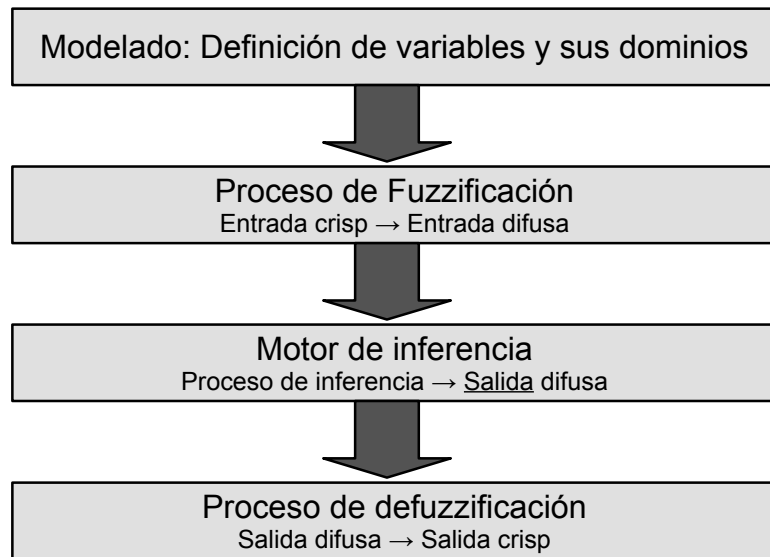 Modelado: Definición de variables y sus dominios
Proceso de Fuzzificación
Entrada crisp → Entrada difusa
Motor de inferencia
Proceso de inferencia → Salida difusa
Proceso de defuzzificación
Salida difusa → Salida crisp